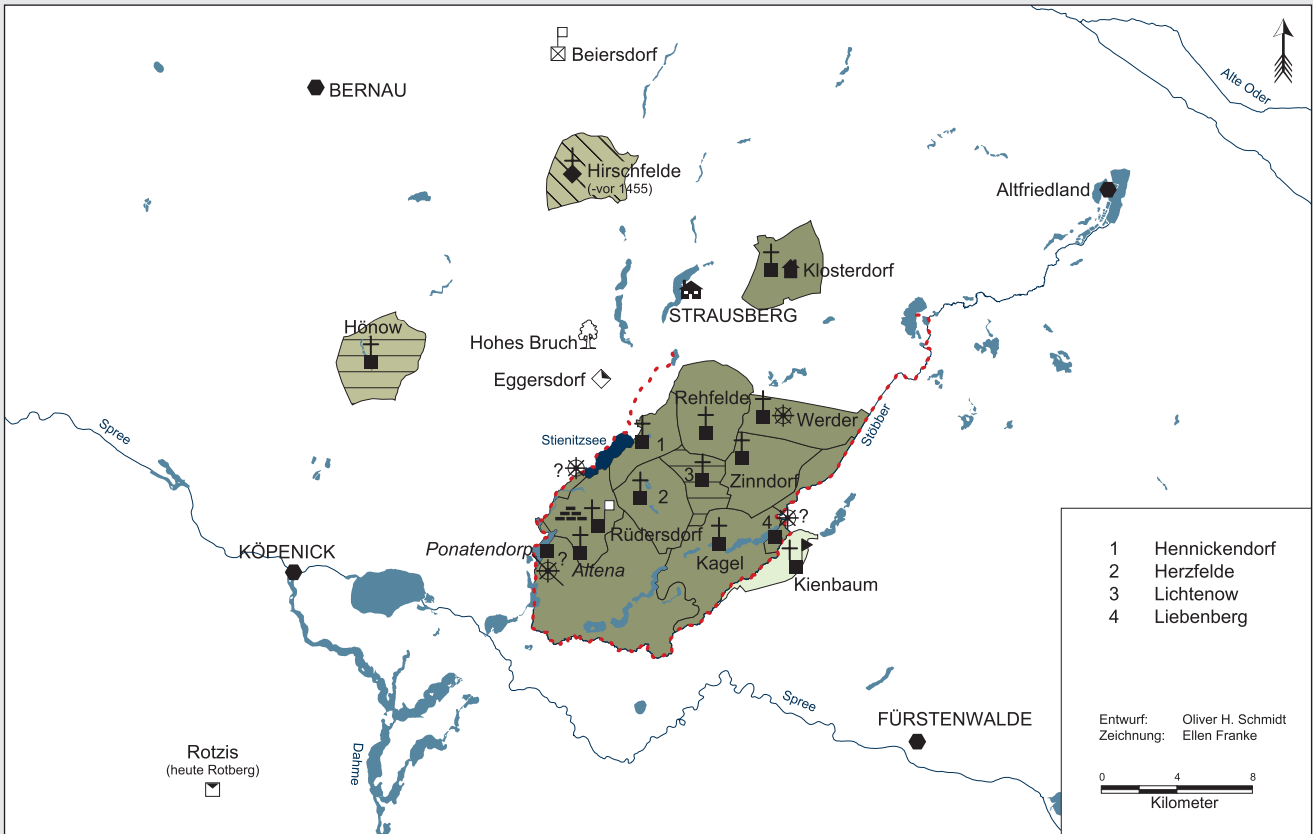 Beiersdorf
BERNAU
Alte Oder
Hirschfelde
(-vor 1455)
Altfriedland
Klosterdorf
STRAUSBERG
Hönow
Hohes Bruch
Eggersdorf
Rehfelde
Werder
Stöbber
Spree
Stienitzsee
1
?
3
Zinndorf
2
4
?
Rüdersdorf
KÖPENICK
Ponatendorp
?
Altena
Kagel
Kienbaum
1 Hennickendorf
2 Herzfelde
3 Lichtenow
4 Liebenberg
Spree
FÜRSTENWALDE
Dahme
Rotzis
(heute Rotberg)
Entwurf: Oliver H. Schmidt
Zeichnung: Ellen Franke
0 4 8
Kilometer